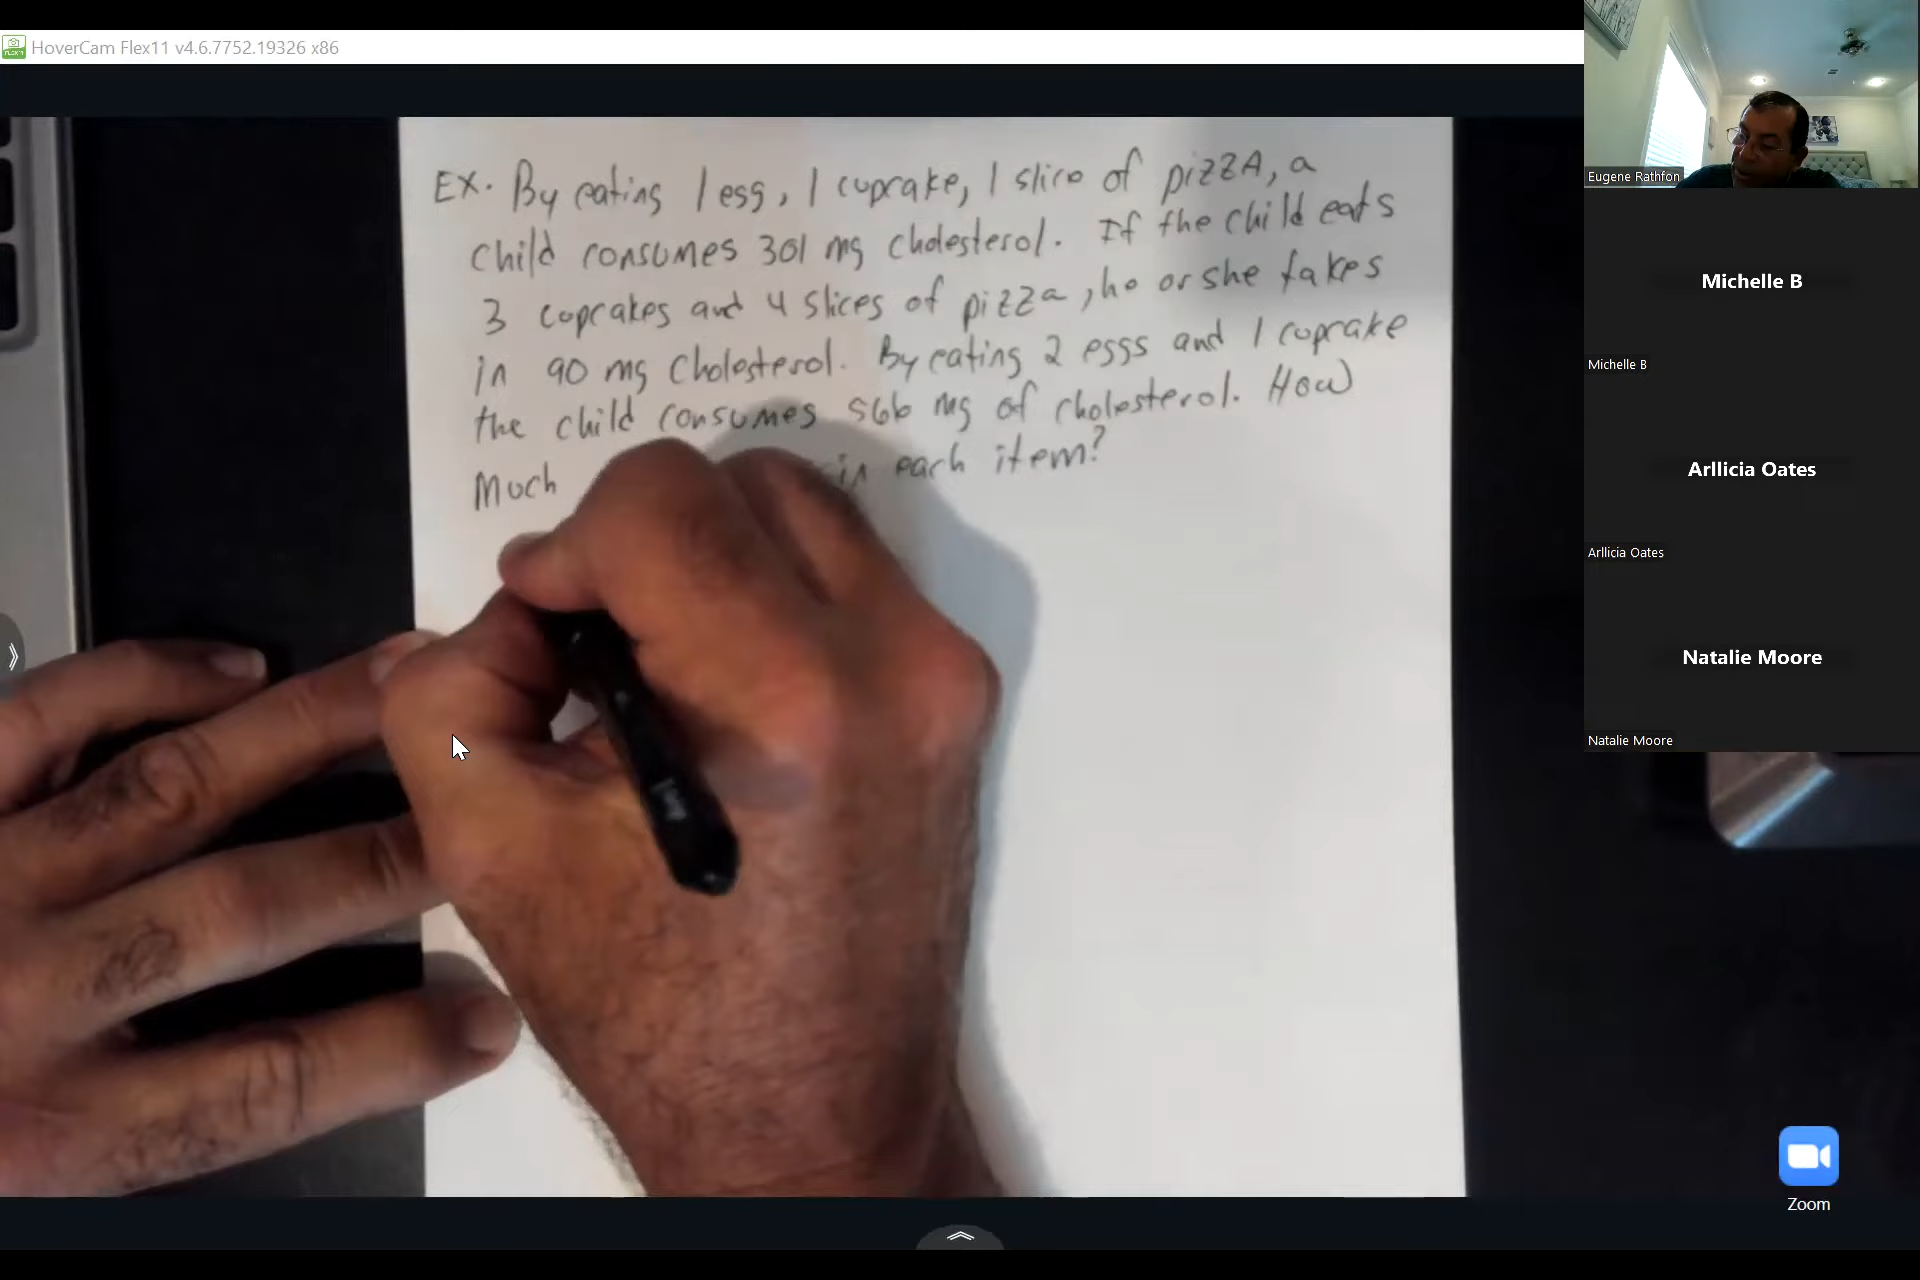 HoverCam Flex11 v4.6.7752.19326 x86
EX. By eating 1 egg, 1 cupcake, 1 slice of pizzA, a
child consumes 301 mg cholesterol. If the child eats
3 cupcakes and 4 slices of pizza, he or she takes
in 90 mg Cholesterol. By eating 2 eggs and 1 cupcake
the child consumes 566 mg of cholesterol. How
Much in each item?
Eugene Rathfon
Michelle B
Michelle B
Arllicia Oates
Arllicia Oates
Natalie Moore
Natalie Moore
Zoom